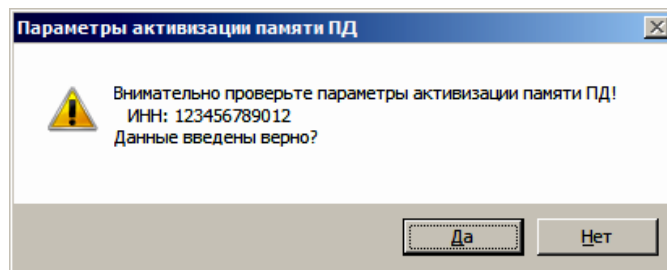 Параметры активизации памяти ПД
Внимательно проверьте параметры активизации памяти ПД!
ИНН: 123456789012
Данные введены верно?
Да
Нет